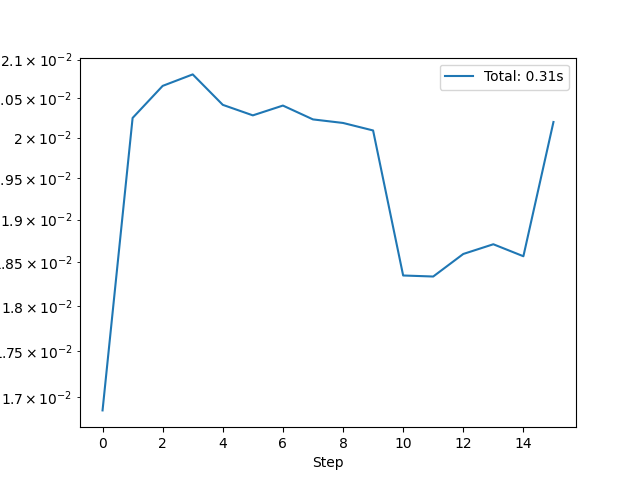 2.1 × 10⁻²
.05 × 10⁻²
2 × 10⁻²
.95 × 10⁻²
1.9 × 10⁻²
.85 × 10⁻²
1.8 × 10⁻²
.75 × 10⁻²
1.7 × 10⁻²
Total: 0.31s
0 2 4 6 8 10 12 14
Step